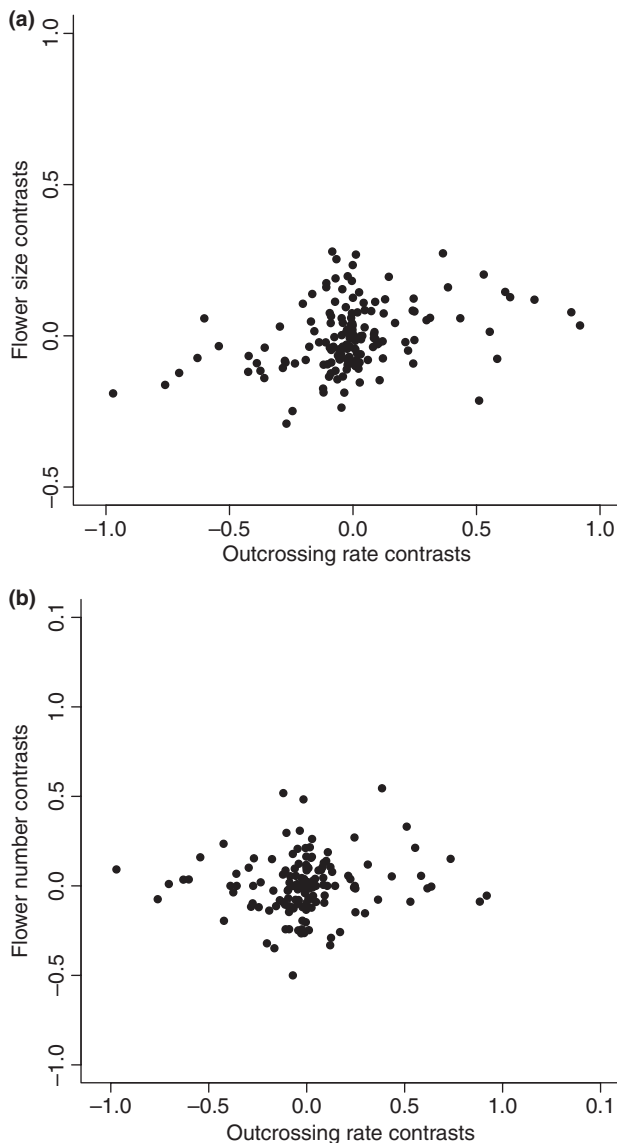 (a)
1.0
0.5
0.0
−0.5
Flower size contrasts
−1.0 −0.5 0.0 0.5 1.0
Outcrossing rate contrasts
(b)
0.1
1.0
0.5
0.0
−0.5
−1.0
Flower number contrasts
−1.0 −0.5 0.0 0.5 1.0 0.1
Outcrossing rate contrasts